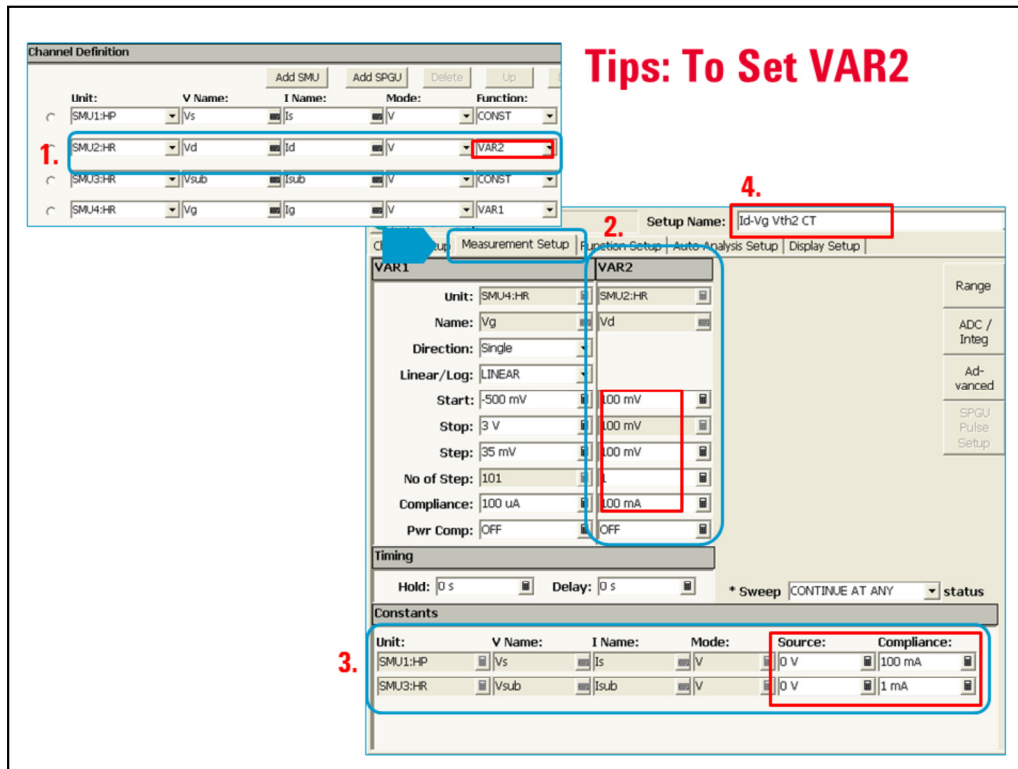 Tips: To Set VAR2
Channel Definition
Add SMU Add SPGU Delete Up
Unit: V Name: I Name: Mode: Function:
SMU1:HP Vs Is V CONST
1. SMU2:HR Vd Id V VAR2
SMU3:HR Vsub Isub V CONST
SMU4:HR Vg Ig V VAR1
4.
2. Setup Name: Id-Vg Vth2 CT
Measurement Setup Function Setup Auto Analysis Setup Display Setup
VAR1 VAR2
Unit: SMU4:HR SMU2:HR
Name: Vg Vd
Direction: Single
Linear/Log: LINEAR
Start: -500 mV 100 mV
Stop: 3 V 100 mV
Step: 35 mV 100 mV
No of Step: 101 1
Compliance: 100 uA 100 mA
Pwr Comp: OFF OFF
Range
ADC /
Integ
Ad-
vanced
SPGU
Pulse
Setup
Timing
Hold: 0 s Delay: 0 s * Sweep CONTINUE AT ANY status
Constants
Unit: V Name: I Name: Mode: Source: Compliance:
3. SMU1:HP Vs Is V 0 V 100 mA
SMU3:HR Vsub Isub V 0 V 1 mA